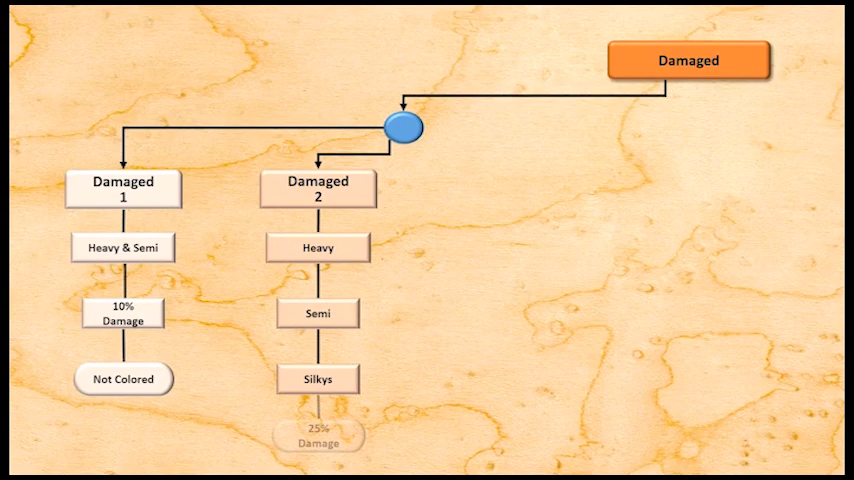 Damaged
Damaged
1
Heavy & Semi
10%
Damage
Not Colored
Damaged
2
Heavy
Semi
Silkys
25%
Damage